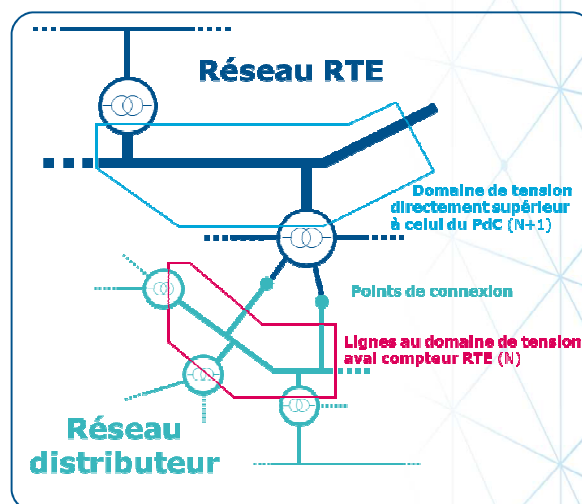 Réseau RTE
Domaine de tension
directement supérieur
à celui du PdC (N+1)
Points de connexion
Lignes au domaine de tension
aval compteur RTE (N)
Réseau
distributeur